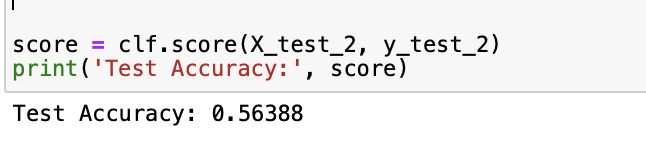 score = clf.score(X_test_2, y_test_2)
print('Test Accuracy:', score)
Test Accuracy: 0.56388